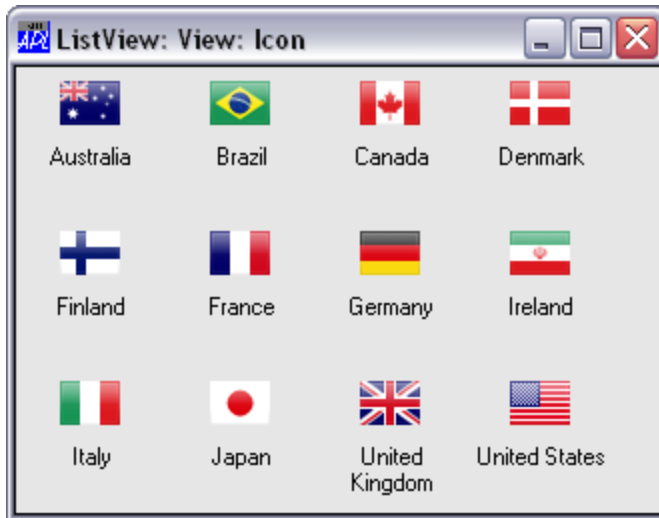 ListView: View: Icon
Australia
Brazil
Canada
Denmark
Finland
France
Germany
Ireland
Italy
Japan
United
Kingdom
United States